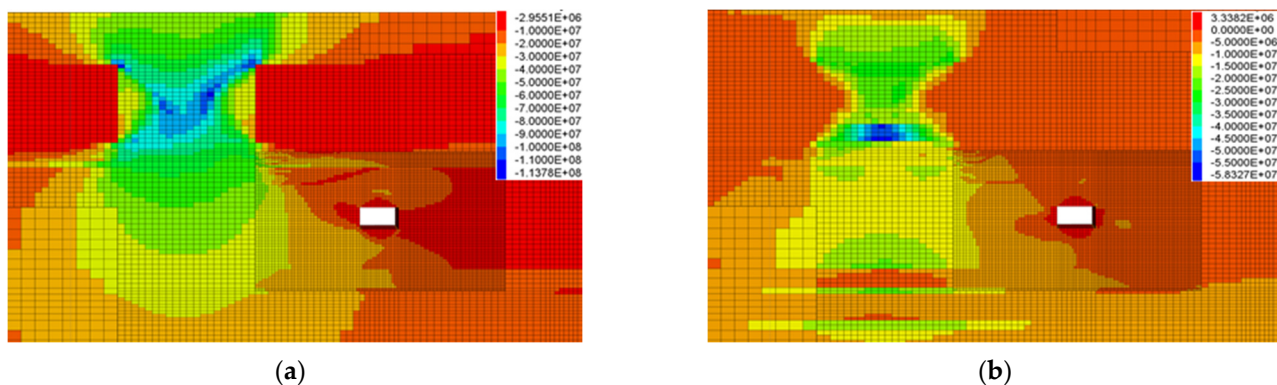 -2.9551E+06
-1.0000E+07
-2.0000E+07
-3.0000E+07
-4.0000E+07
-5.0000E+07
-6.0000E+07
-7.0000E+07
-8.0000E+07
-9.0000E+07
-1.0000E+08
-1.1000E+08
-1.1378E+08
3.3382E+06
0.0000E+00
-5.0000E+06
-1.0000E+07
-1.5000E+07
-2.0000E+07
-2.5000E+07
-3.0000E+07
-3.5000E+07
-4.0000E+07
-4.5000E+07
-5.0000E+07
-5.5000E+07
-5.8327E+07
(a)
(b)